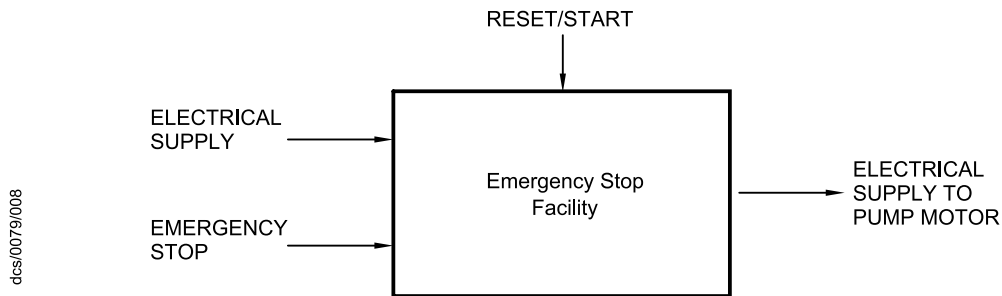 RESET/START
ELECTRICAL
SUPPLY
EMERGENCY
STOP
Emergency Stop
Facility
ELECTRICAL
SUPPLY TO
PUMP MOTOR
dcs/0079/008